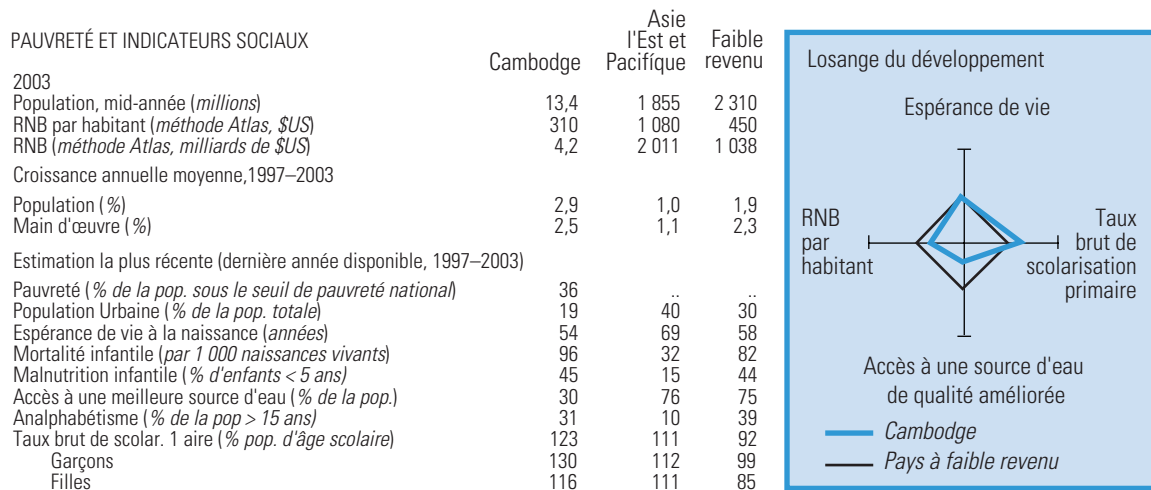 PAUVRETÉ ET INDICATEURS SOCIAUX Cambodge Asie l'Est et Pacifíque Faible revenu
2003
Population, mid-année (millions) 13,4 1 855 2 310
RNB par habitant (méthode Atlas, $US) 310 1 080 450
RNB (méthode Atlas, milliards de $US) 4,2 2 011 1 038
Croissance annuelle moyenne,1997–2003
Population (%) 2,9 1,0 1,9
Main d'œuvre (%) 2,5 1,1 2,3
Estimation la plus récente (dernière année disponible, 1997–2003)
Pauvreté (% de la pop. sous le seuil de pauvreté national) 36 .. ..
Population Urbaine (% de la pop. totale) 19 40 30
Espérance de vie à la naissance (années) 54 69 58
Mortalité infantile (par 1 000 naissances vivants) 96 32 82
Malnutrition infantile (% d'enfants < 5 ans) 45 15 44
Accès à une meilleure source d'eau (% de la pop.) 30 76 75
Analphabétisme (% de la pop > 15 ans) 31 10 39
Taux brut de scolar. 1 aire (% pop. d'âge scolaire) 123 111 92
Garçons 130 112 99
Filles 116 111 85
Losange du développement
Espérance de vie
RNB
par
habitant
Taux
brut de
scolarisation
primaire
Accès à une source d'eau
de qualité améliorée
Cambodge
Pays à faible revenu